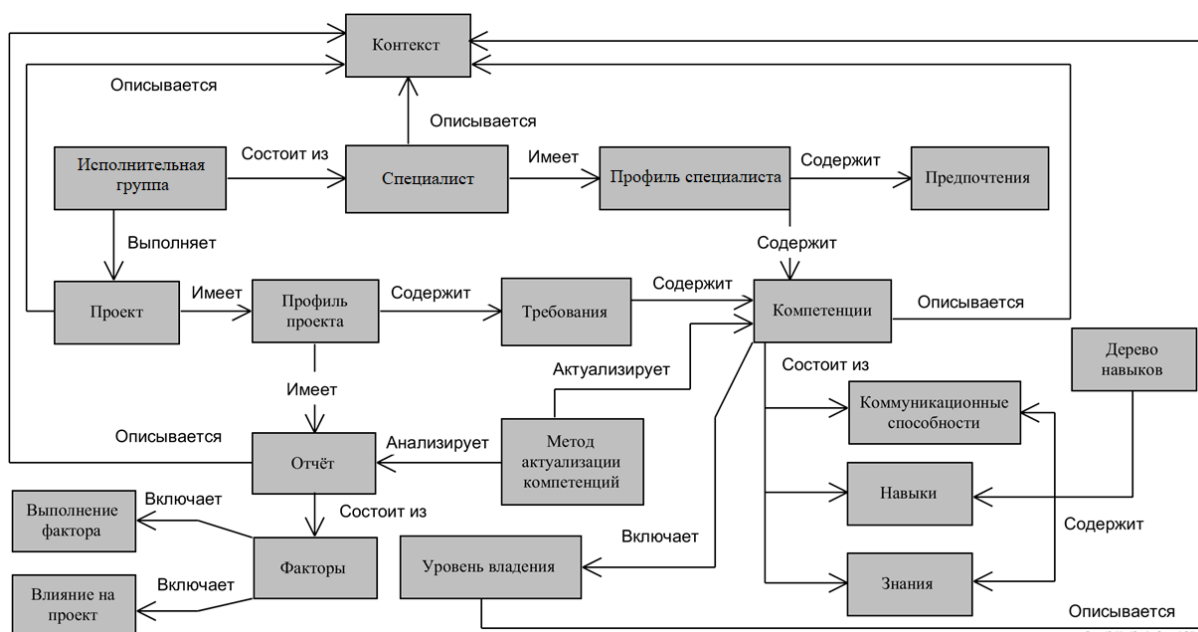 Контекст
Описывается
Описывается
Исполнительная
группа
Состоит из
Специалист
Имеет
Профиль специалиста
Содержит
Предпочтения
Выполняет
Содержит
Проект
Имеет
Профиль
проекта
Содержит
Требования
Содержит
Компетенции
Описывается
Имеет
Актуализирует
Состоит из
Дерево
навыков
Описывается
Отчёт
Анализирует
Метод
актуализации
компетенций
Коммуникационные
способности
Навыки
Содержит
Выполнение
фактора
Включает
Состоит из
Факторы
Включает
Влияние на
проект
Уровень владения
Включает
Знания
Описывается